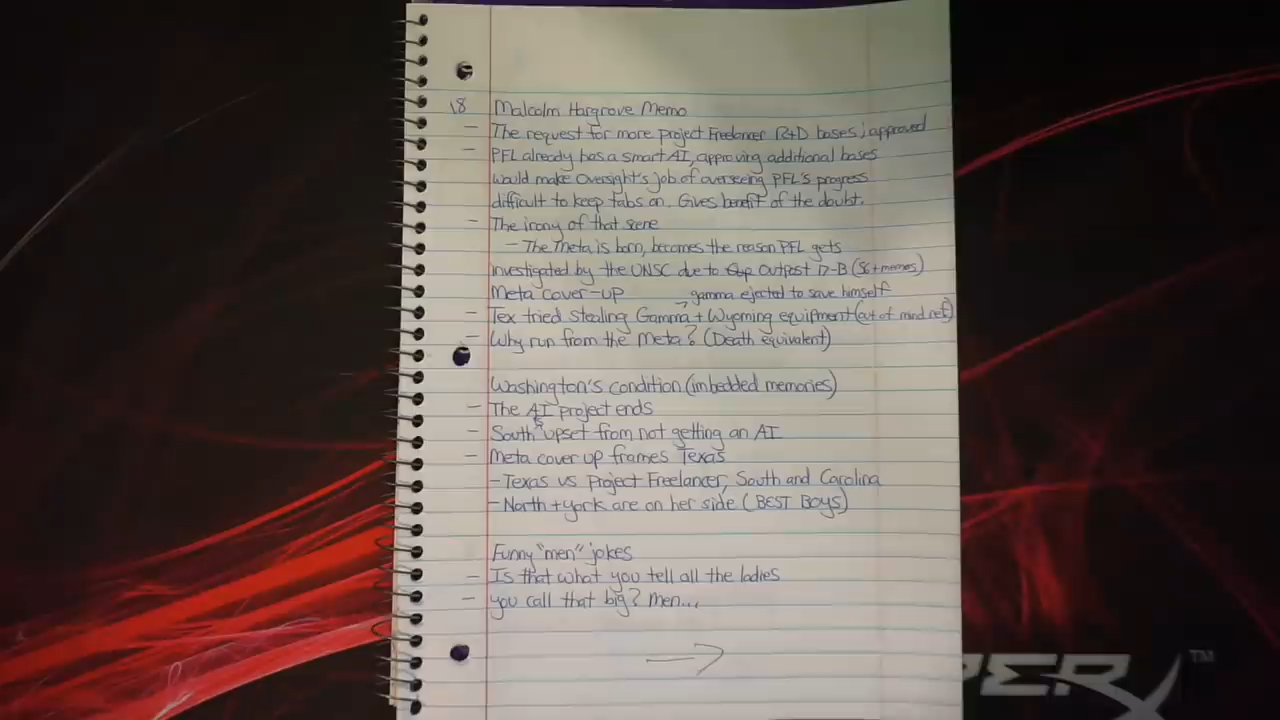 18 Malcolm Hargrove Memo
- The request for more project Freelancer R+D bases; approved
- PFL already has a smart AI, approving additional bases
would make Oversight's job of overseeing PFL's progress
difficult to keep tabs on. Gives benefit of the doubt.
- The irony of that scene
- The Meta is born, becomes the reason PFL gets
investigated by the UNSC due to Outpost 17-B (S6+memos)
Meta cover-up
→ gamma ejected to save himself
- Tex tried stealing Gamma + Wyoming equipment (out of mind ref)
- Why run from the Meta? (Death equivalent)
Washington's condition (imbedded memories)
- The AI project ends
- South is upset from not getting an AI
- Meta cover up frames Texas
- Texas vs Project Freelancer, South and Carolina
- North + york are on her side (BEST BOYS)
Funny "men" jokes
- Is that what you tell all the ladies
- you call that big? men...
→
PERX TM